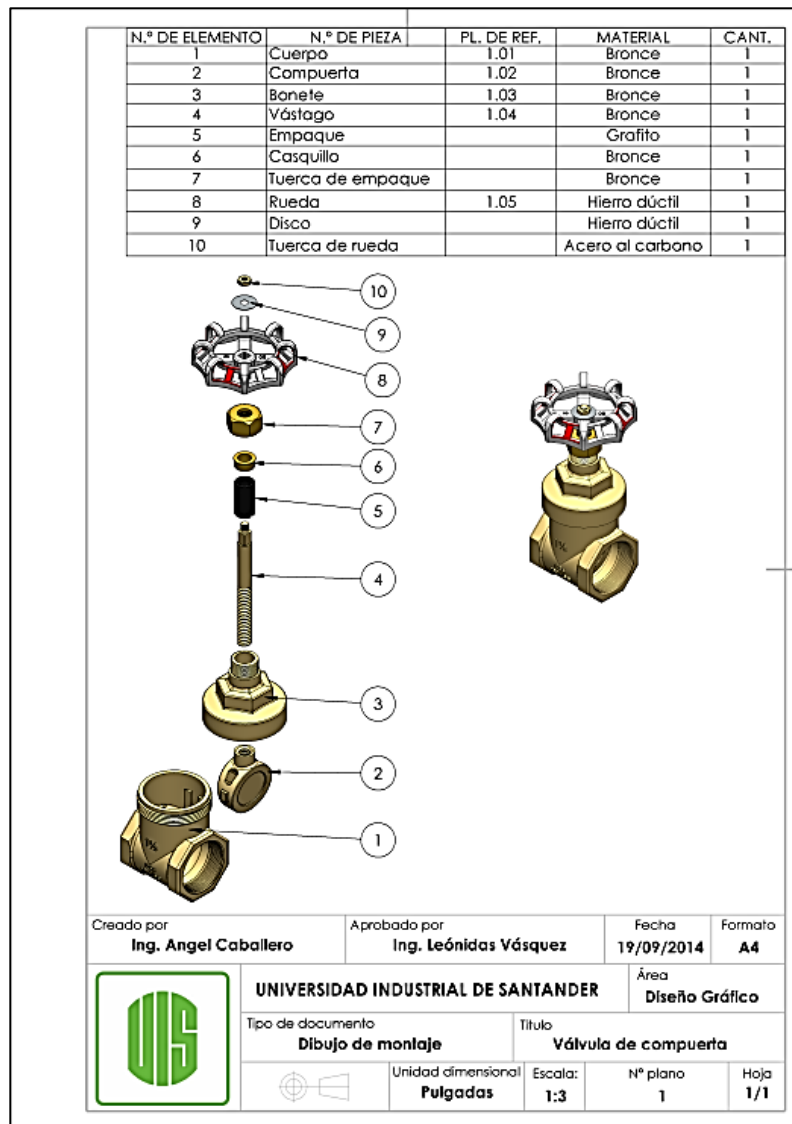 N.º DE ELEMENTO N.º DE PIEZA PL. DE REF. MATERIAL CANT.
1 Cuerpo 1.01 Bronce 1
2 Compuerta 1.02 Bronce 1
3 Bonete 1.03 Bronce 1
4 Vástago 1.04 Bronce 1
5 Empaque Grafito 1
6 Casquillo Bronce 1
7 Tuerca de empaque Bronce 1
8 Rueda 1.05 Hierro dúctil 1
9 Disco Hierro dúctil 1
10 Tuerca de rueda Acero al carbono 1
10
9
8
7
6
5
4
3
2
1
Creado por Aprobado por Fecha Formato
Ing. Angel Caballero Ing. Leónidas Vásquez 19/09/2014 A4
UIS
UNIVERSIDAD INDUSTRIAL DE SANTANDER
Área
Diseño Gráfico
Tipo de documento Titulo
Dibujo de montaje Válvula de compuerta
Unidad dimensional Escala: Nº plano Hoja
Pulgadas 1:3 1 1/1